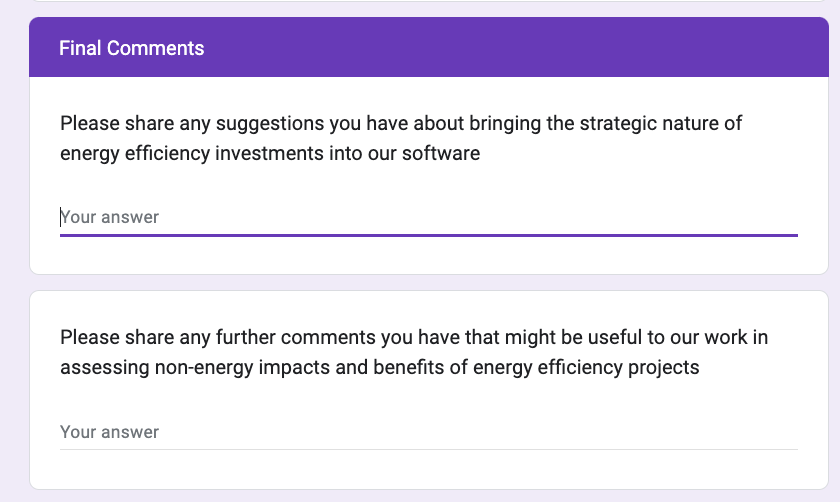 Final Comments
Please share any suggestions you have about bringing the strategic nature of
energy efficiency investments into our software
Your answer
Please share any further comments you have that might be useful to our work in
assessing non-energy impacts and benefits of energy efficiency projects
Your answer